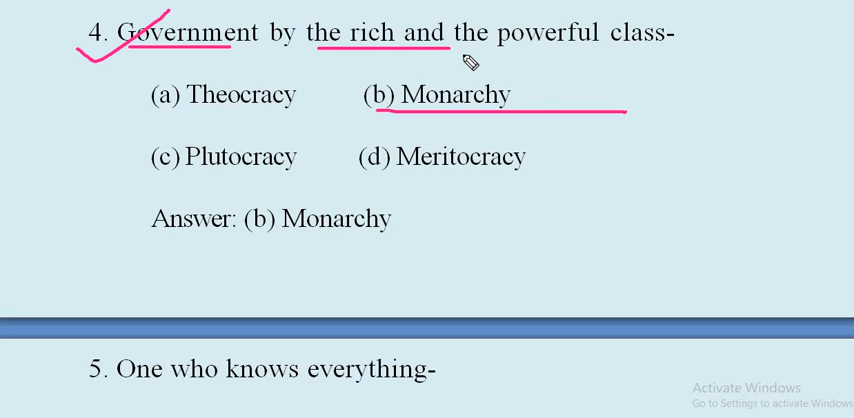 4. Government by the rich and the powerful class-
(a) Theocracy (b) Monarchy
(c) Plutocracy (d) Meritocracy
Answer: (b) Monarchy
5. One who knows everything-
Activate Windows
Go to Settings to activate Windows